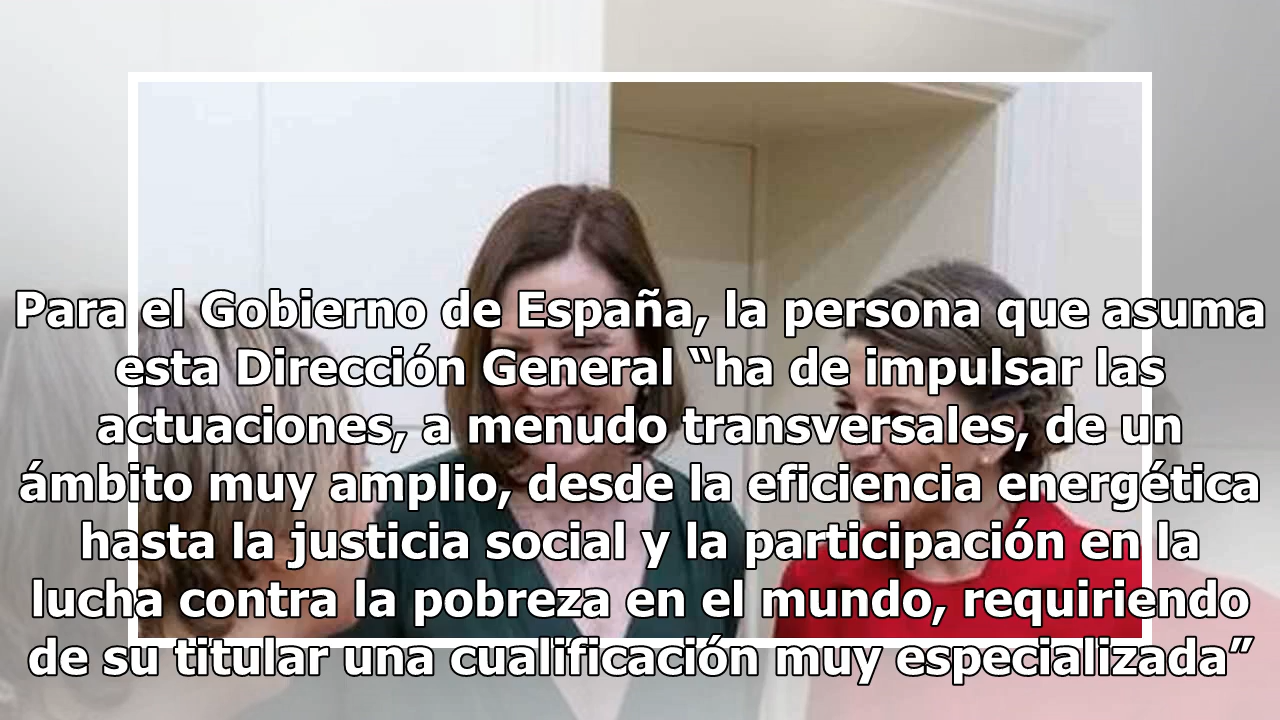 Para el Gobierno de España, la persona que asuma
esta Dirección General “ha de impulsar las
actuaciones, a menudo transversales, de un
ámbito muy amplio, desde la eficiencia energética
hasta la justicia social y la participación en la
lucha contra la pobreza en el mundo, requiriendo
de su titular una cualificación muy especializada”